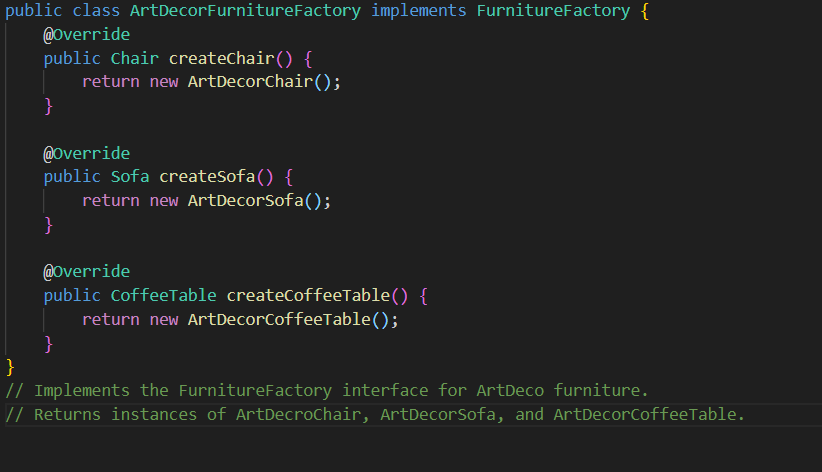 public class ArtDecorFurnitureFactory implements FurnitureFactory {
    @Override
    public Chair createChair() {
        return new ArtDecorChair();
    }

    @Override
    public Sofa createSofa() {
        return new ArtDecorSofa();
    }

    @Override
    public CoffeeTable createCoffeeTable() {
        return new ArtDecorCoffeeTable();
    }
}
// Implements the FurnitureFactory interface for ArtDeco furniture.
// Returns instances of ArtDecroChair, ArtDecorSofa, and ArtDecorCoffeeTable.